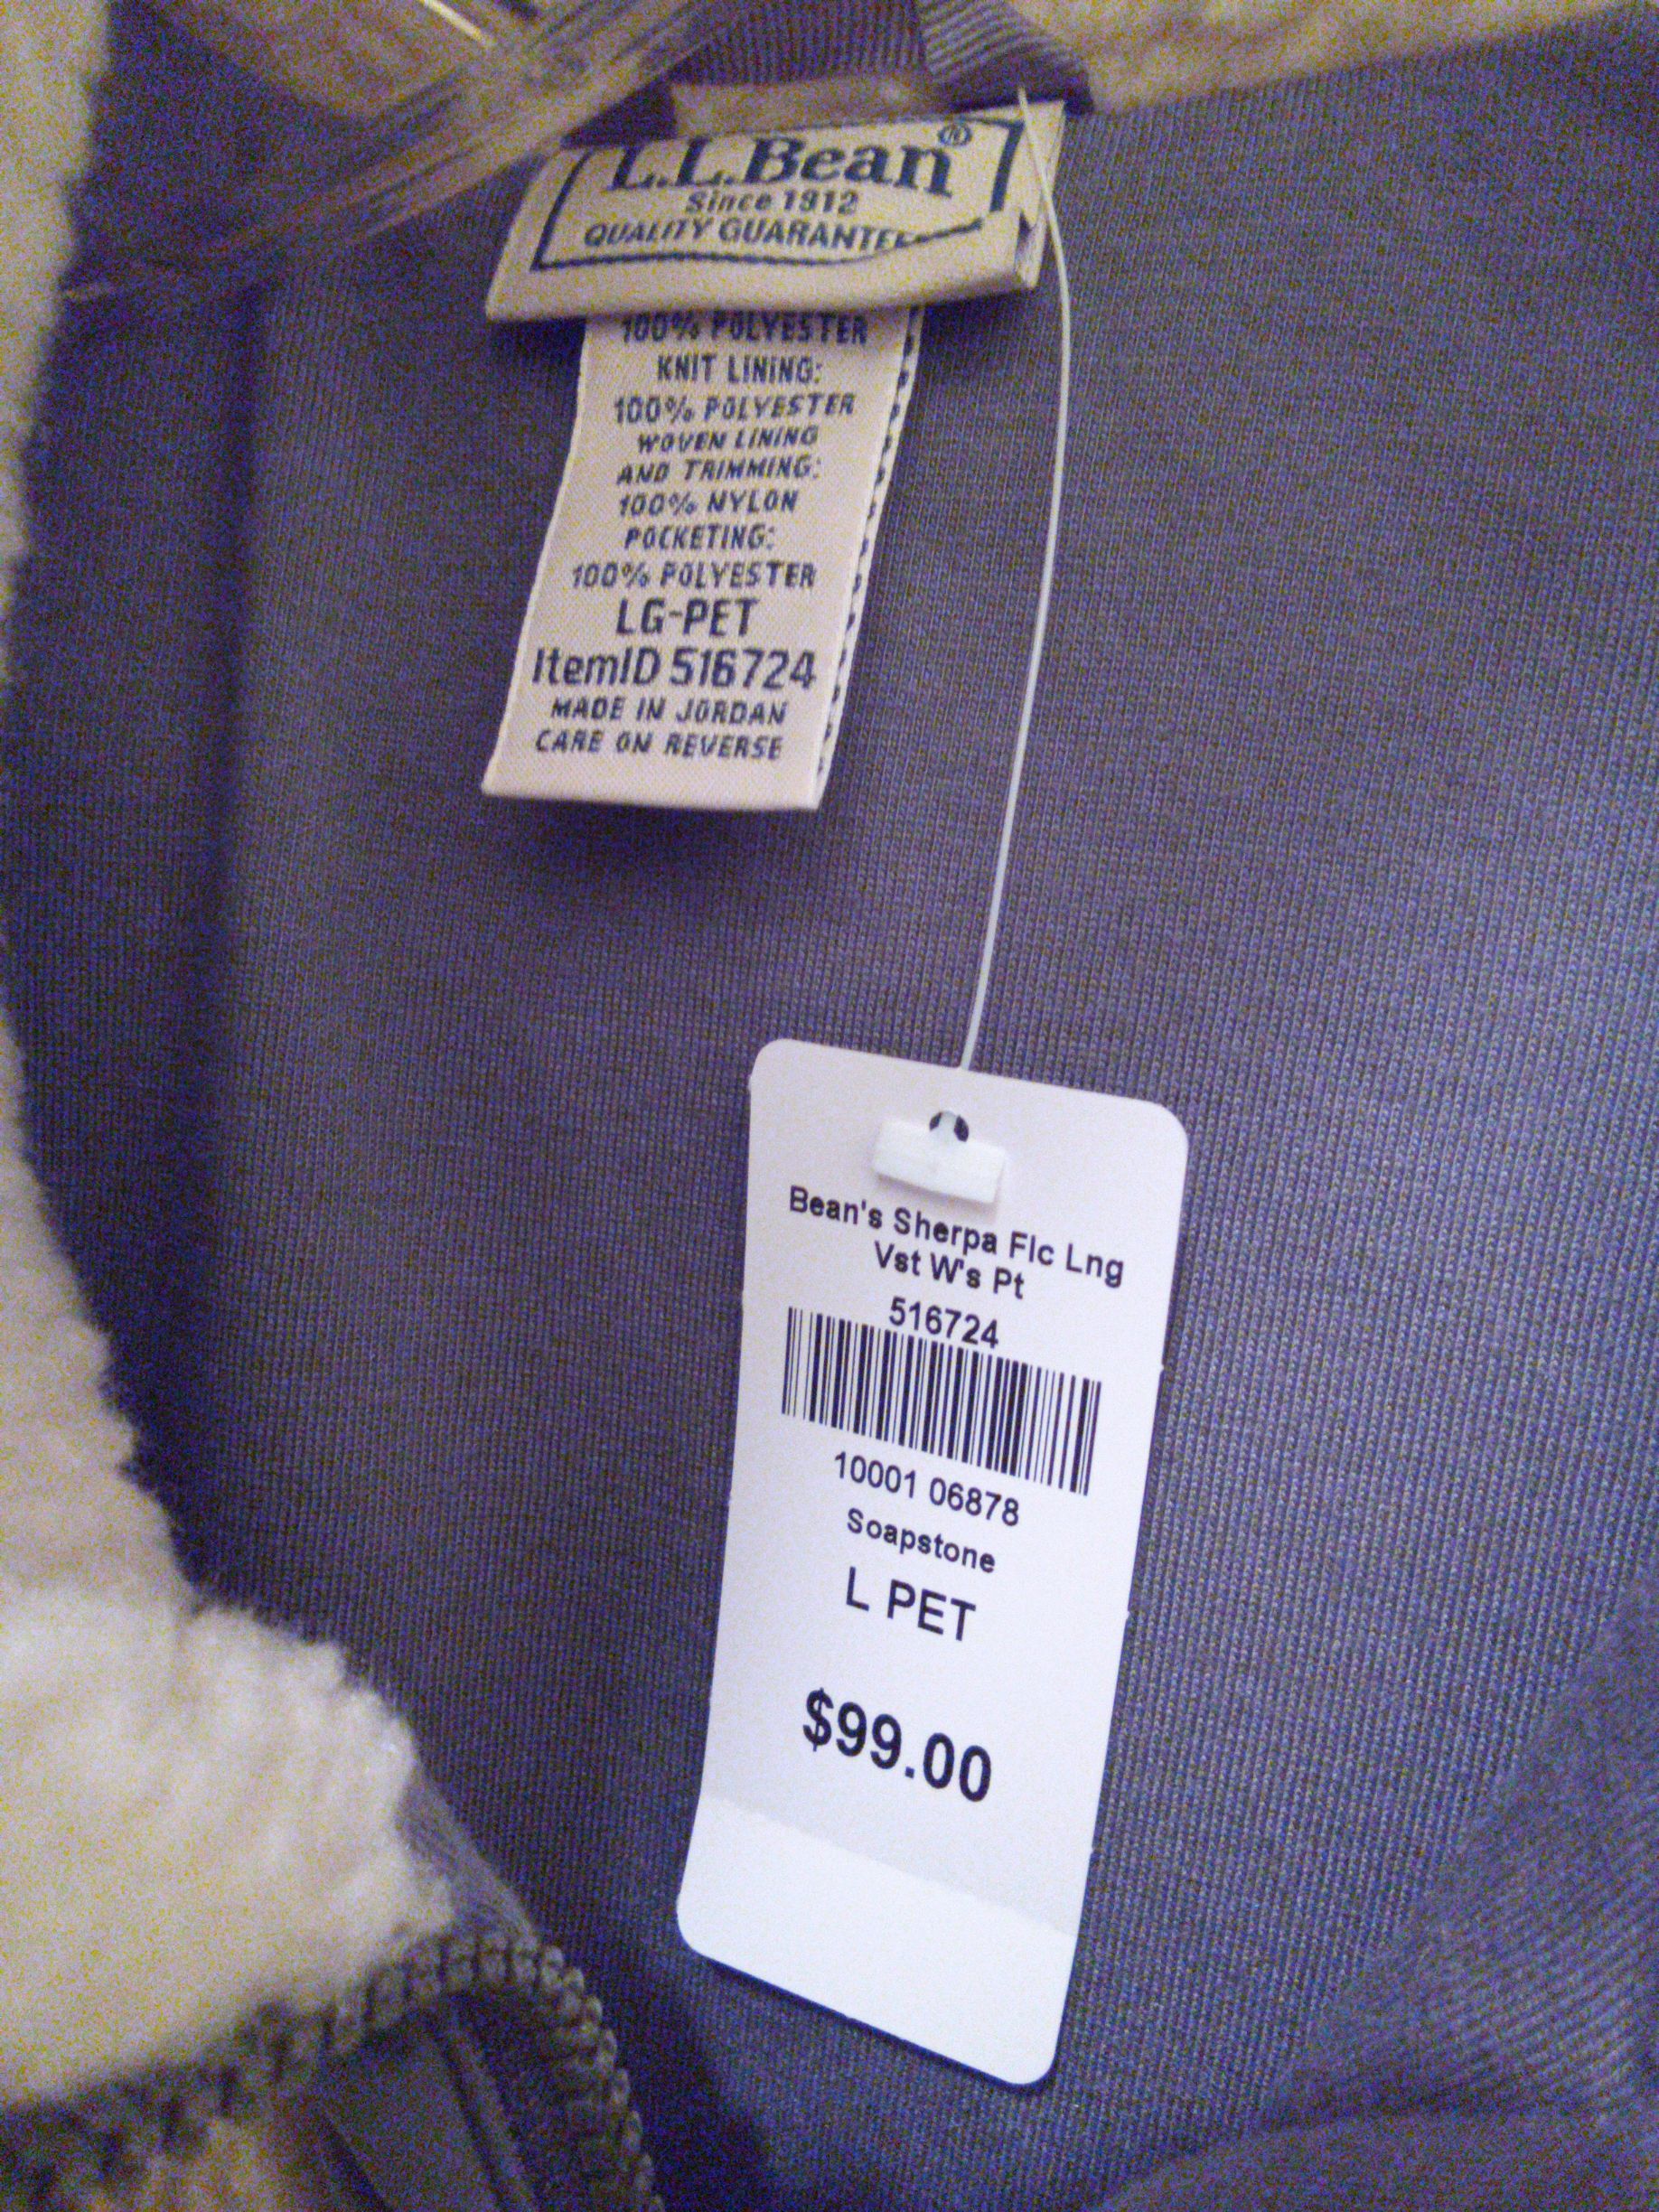 L.L.Bean®
Since 1912
QUALITY GUARANTEE
100% POLYESTER
KNIT LINING:
100% POLYESTER
WOVEN LINING
AND TRIMMING:
100% NYLON
POCKETING:
100% POLYESTER
LG-PET
ItemID 516724
MADE IN JORDAN
CARE ON REVERSE
Bean's Sherpa Flc Lng
Vst W's Pt
516724
10001 06878
Soapstone
L PET
$99.00